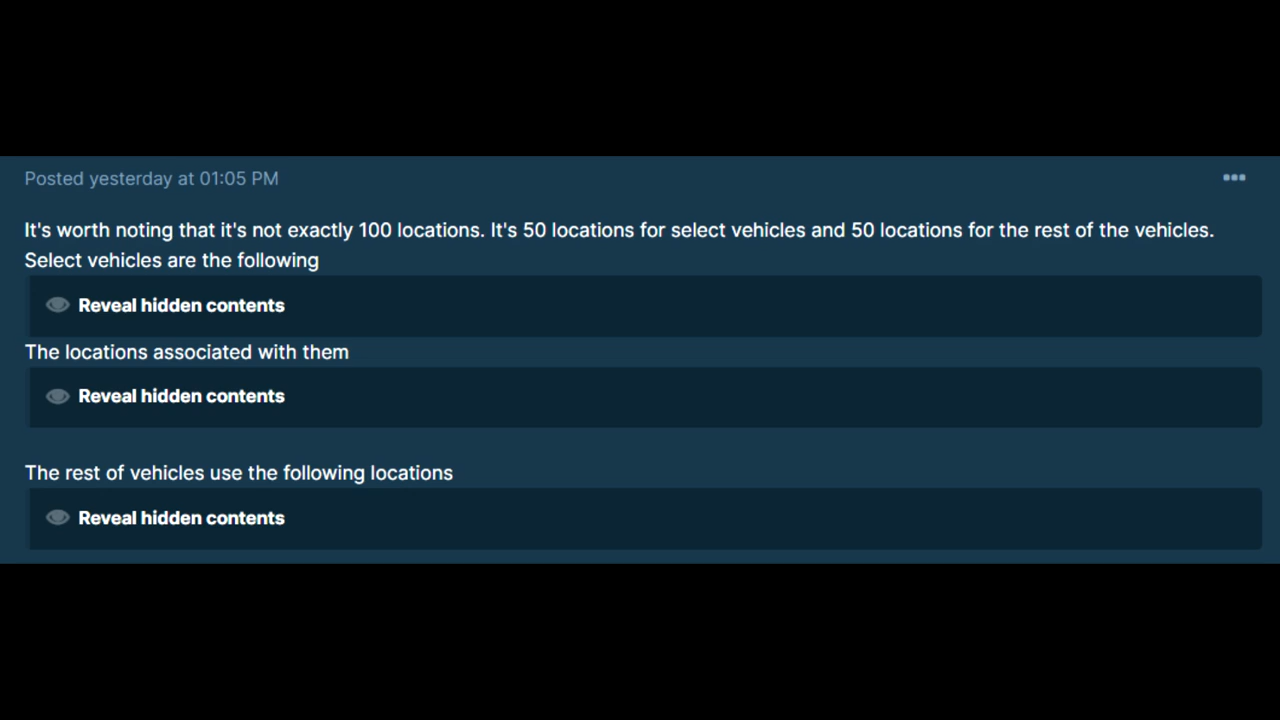 Posted yesterday at 01:05 PM
It's worth noting that it's not exactly 100 locations. It's 50 locations for select vehicles and 50 locations for the rest of the vehicles.
Select vehicles are the following
Reveal hidden contents
The locations associated with them
Reveal hidden contents
The rest of vehicles use the following locations
Reveal hidden contents